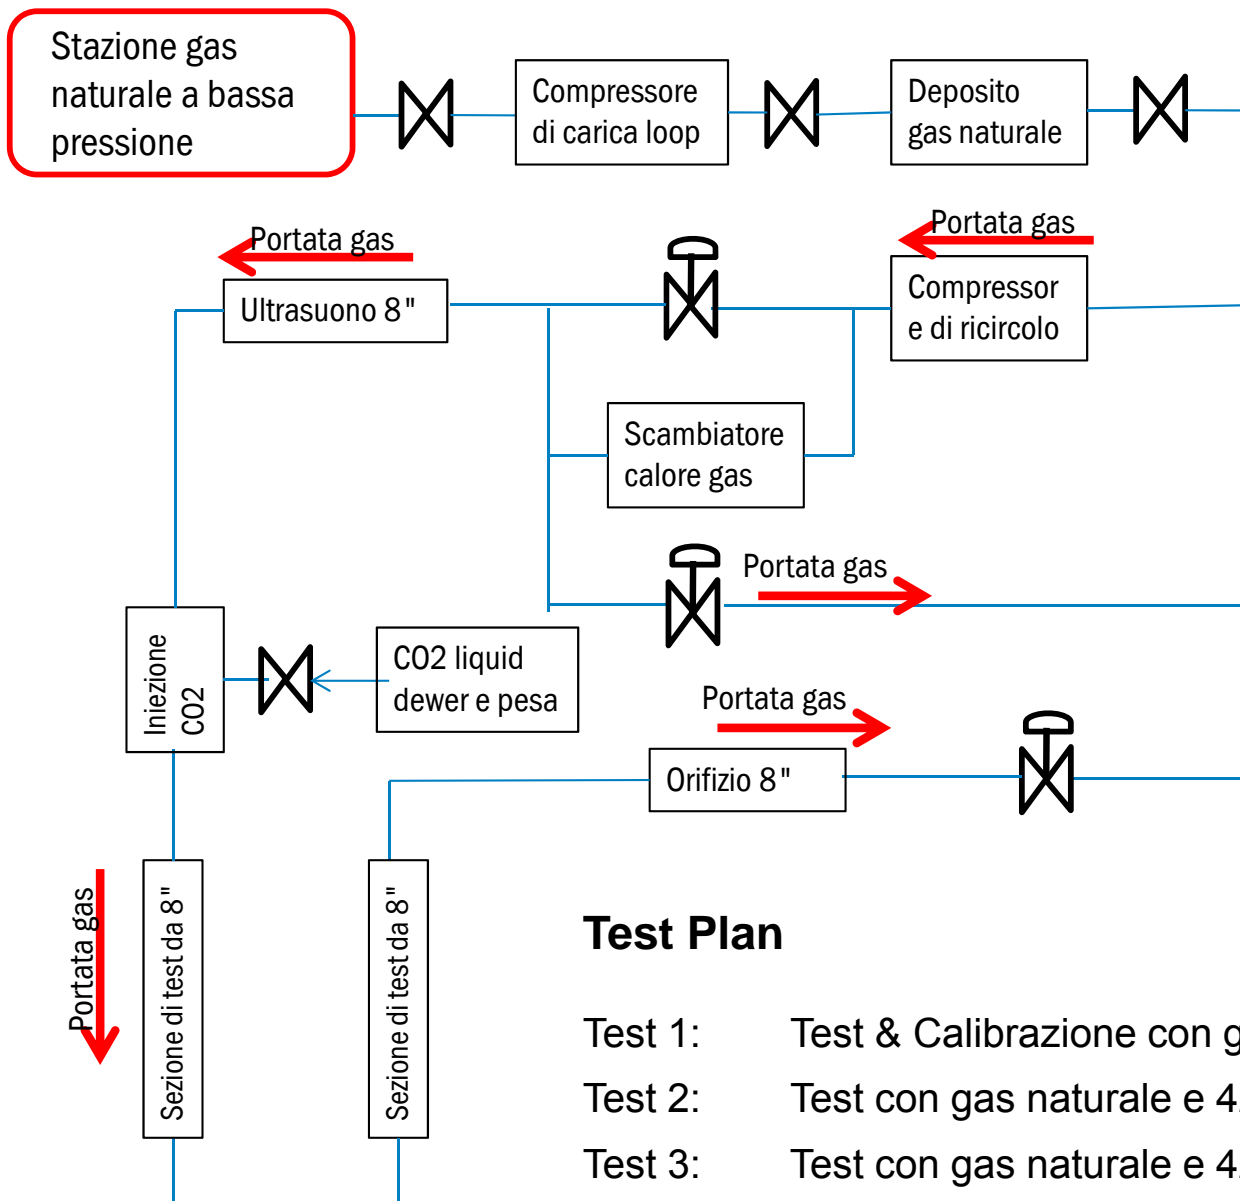 Stazione gas
naturale a bassa
pressione
Compressore
di carica loop
Deposito
gas naturale
Portata gas
Portata gas
Ultrasuono 8"
Compressor
e di ricircolo
Scambiatore
calore gas
Portata gas
Iniezione
CO2
CO2 liquid
dewer e pesa
Portata gas
Orifizio 8"
Portata gas
Sezione di test da 8"
Sezione di test da 8"
Test Plan
Test 1: Test & Calibrazione con g
Test 2: Test con gas naturale e 4
Test 3: Test con gas naturale e 4